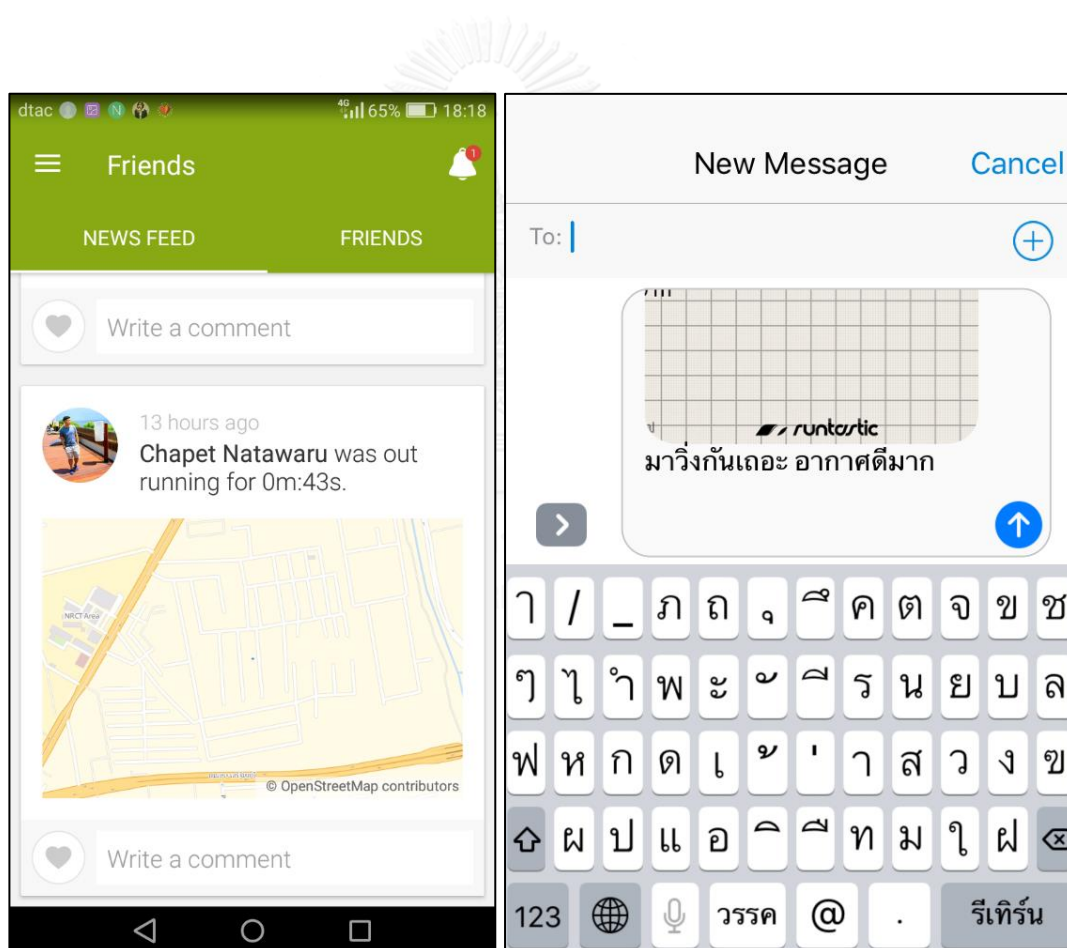 dtac 4G 65% 18:18
Friends
1
NEWS FEED FRIENDS
Write a comment
13 hours ago
Chapet Natawaru was out
running for 0m:43s.
NRCT Area
© OpenStreetMap contributors
Write a comment
New Message Cancel
To:
runtastic
มาวิ่งกันเถอะ อากาศดีมาก
ๅ / _ ภ ถ ุ ึ ค ต จ ข ช
ๆ ไ ำ พ ะ ั ี ร น ย บ ล
ฟ ห ก ด เ ้ ่ า ส ว ง ฃ
ผ ป แ อ ิ ื ท ม ใ ฝ
123 วรรค @ . รีเทิร์น